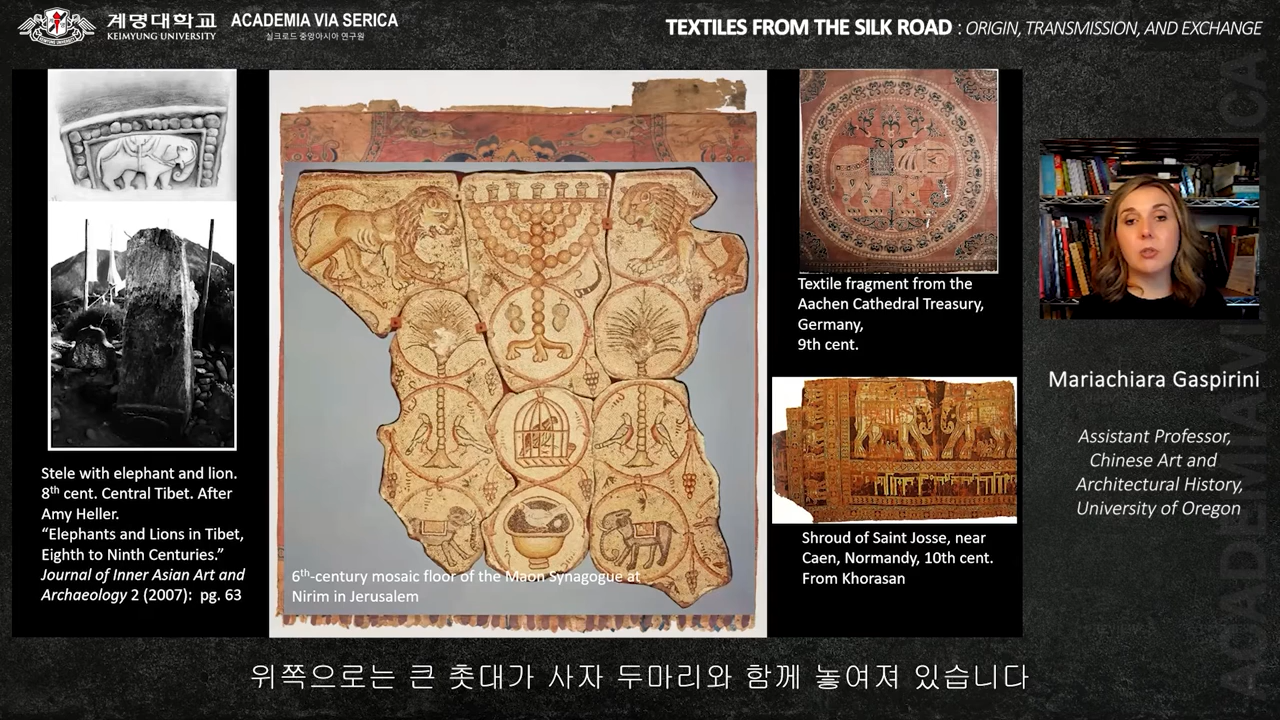 계명대학교
KEIMYUNG UNIVERSITY
ACADEMIA VIA SERICA
실크로드 중앙아시아 연구원
TEXTILES FROM THE SILK ROAD : ORIGIN, TRANSMISSION, AND EXCHANGE
Stele with elephant and lion.
8th cent. Central Tibet. After
Amy Heller.
“Elephants and Lions in Tibet,
Eighth to Ninth Centuries.”
Journal of Inner Asian Art and
Archaeology 2 (2007): pg. 63
6th-century mosaic floor of the Maon Synagogue at
Nirim in Jerusalem
Textile fragment from the
Aachen Cathedral Treasury,
Germany,
9th cent.
Shroud of Saint Josse, near
Caen, Normandy, 10th cent.
From Khorasan
Mariachiara Gaspirini
Assistant Professor,
Chinese Art and
Architectural History,
University of Oregon
위쪽으로는 큰 촛대가 사자 두마리와 함께 놓여져 있습니다